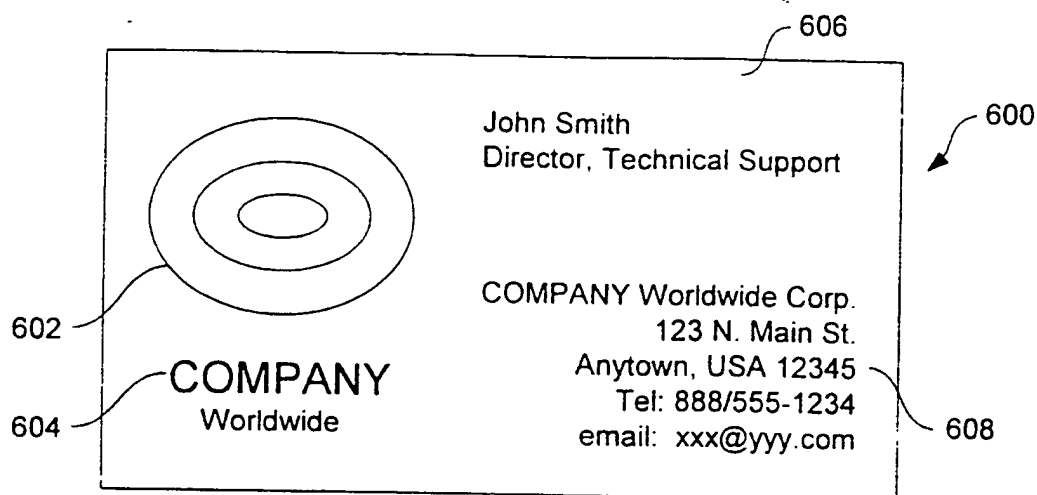 606
600
John Smith
Director, Technical Support
602
COMPANY Worldwide Corp.
123 N. Main St.
Anytown, USA 12345
Tel: 888/555-1234
email: xxx@yyy.com
608
604
COMPANY
Worldwide